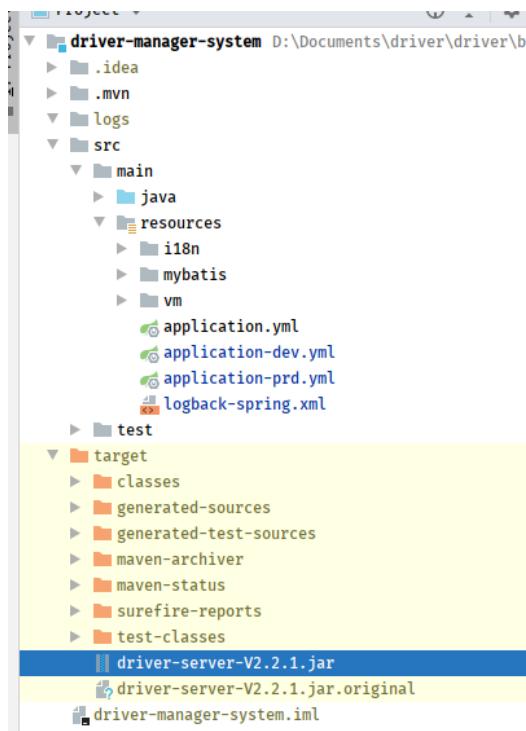 driver-manager-system D:\Documents\driver\driver\b
.idea
.mvn
logs
src
main
java
resources
i18n
mybatis
vm
application.yml
application-dev.yml
application-prd.yml
logback-spring.xml
test
target
classes
generated-sources
generated-test-sources
maven-archiver
maven-status
surefire-reports
test-classes
driver-server-V2.2.1.jar
driver-server-V2.2.1.jar.original
driver-manager-system.iml